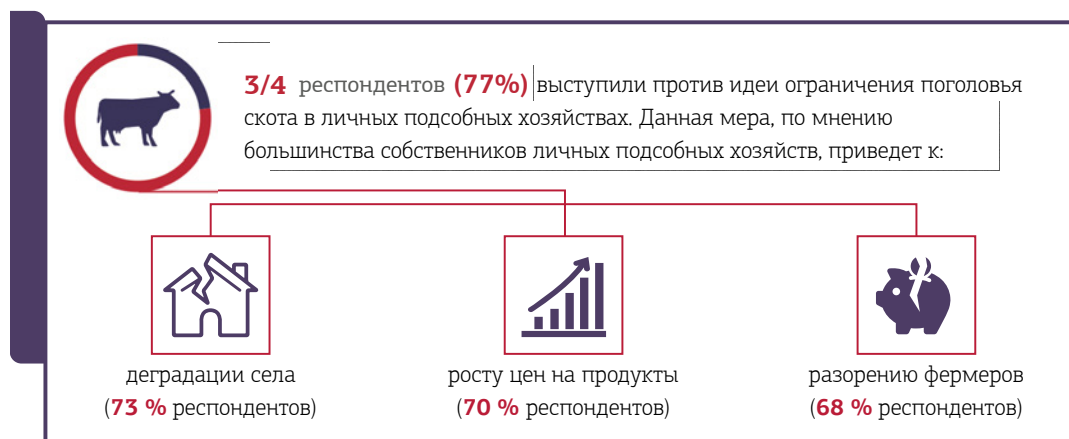 3/4 респондентов (77%) выступили против идеи ограничения поголовья
скота в личных подсобных хозяйствах. Данная мера, по мнению
большинства собственников личных подсобных хозяйств, приведет к:
деградации села
(73 % респондентов)
росту цен на продукты
(70 % респондентов)
разорению фермеров
(68 % респондентов)